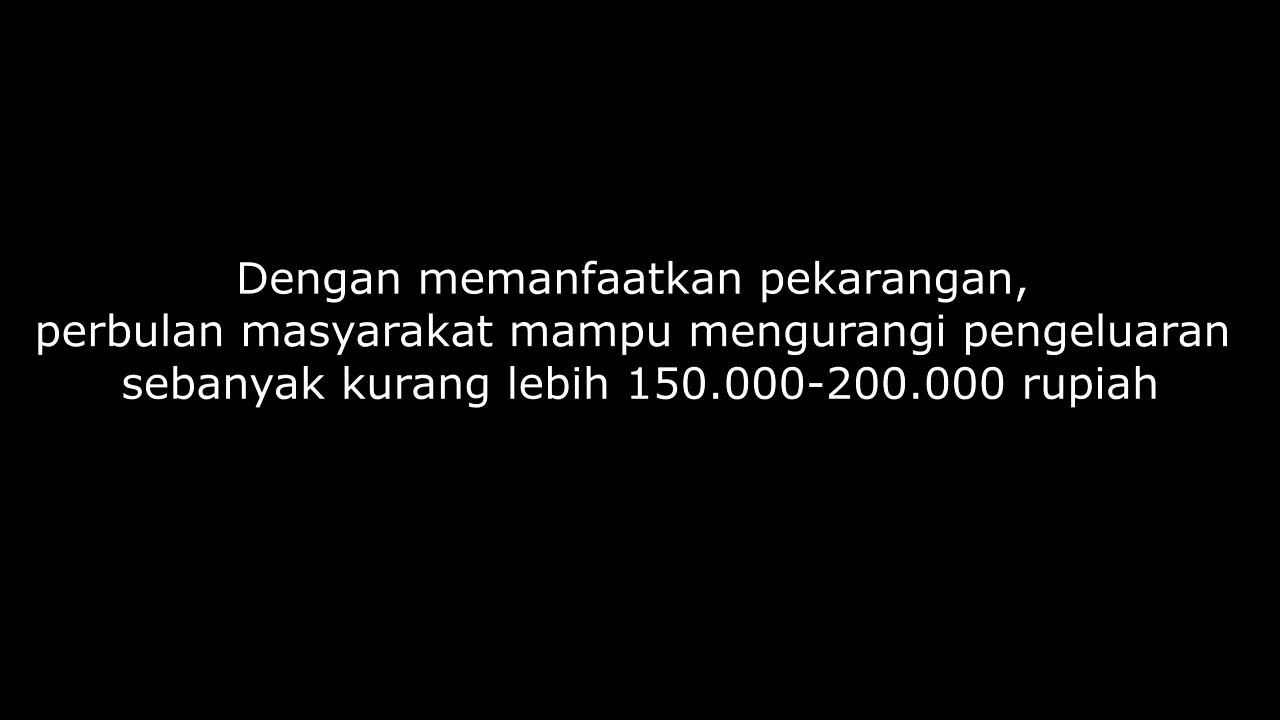 Dengan memanfaatkan pekarangan,
perbulan masyarakat mampu mengurangi pengeluaran
sebanyak kurang lebih 150.000-200.000 rupiah